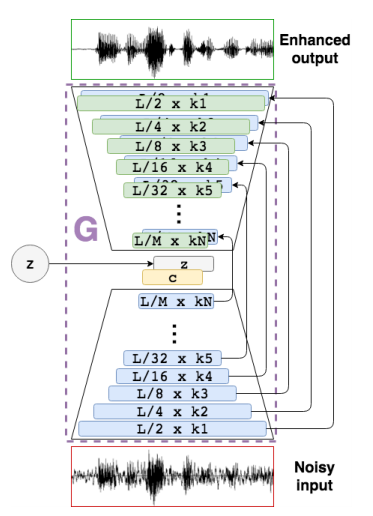 Enhanced
output
L/2 x k1
L/4 x k2
L/8 x k3
L/16 x k4
L/32 x k5
G
L/M x kN
N
z
z
c
L/M x kN
L/32 x k5
L/16 x k4
L/8 x k3
L/4 x k2
L/2 x k1
Noisy
input